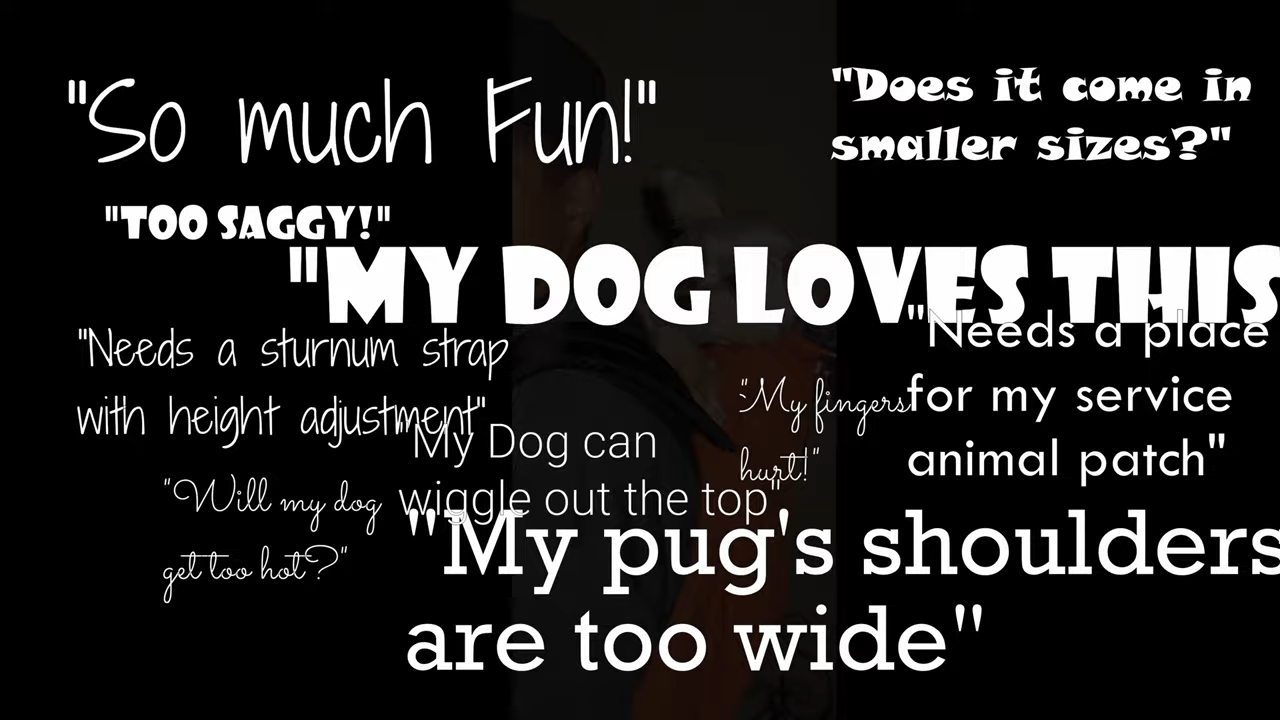 "So much Fun!"
"Does it come in
smaller sizes?"
"TOO SAGGY!"
"MY DOG LOVES THIS
"Needs a sturnum strap
with height adjustment"
"Needs a place
for my service
animal patch"
"My fingers
hurt!"
"My Dog can
wiggle out the top"
"Will my dog
get too hot?"
"My pug's shoulders
are too wide"